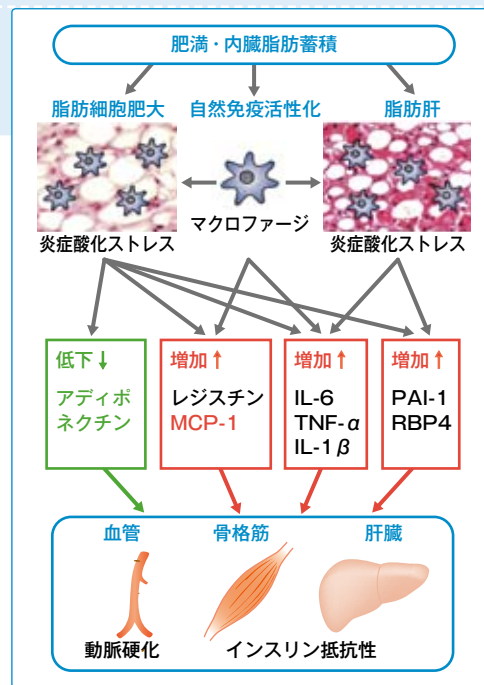 肥満・内臓脂肪蓄積
脂肪細胞肥大
自然免疫活性化
脂肪肝
マクロファージ
炎症酸化ストレス
炎症酸化ストレス
低下↓
アディポ
ネクチン
増加↑
レジスチン
MCP-1
増加↑
IL-6
TNF-α
IL-1β
増加↑
PAI-1
RBP4
血管
骨格筋
肝臓
動脈硬化
インスリン抵抗性